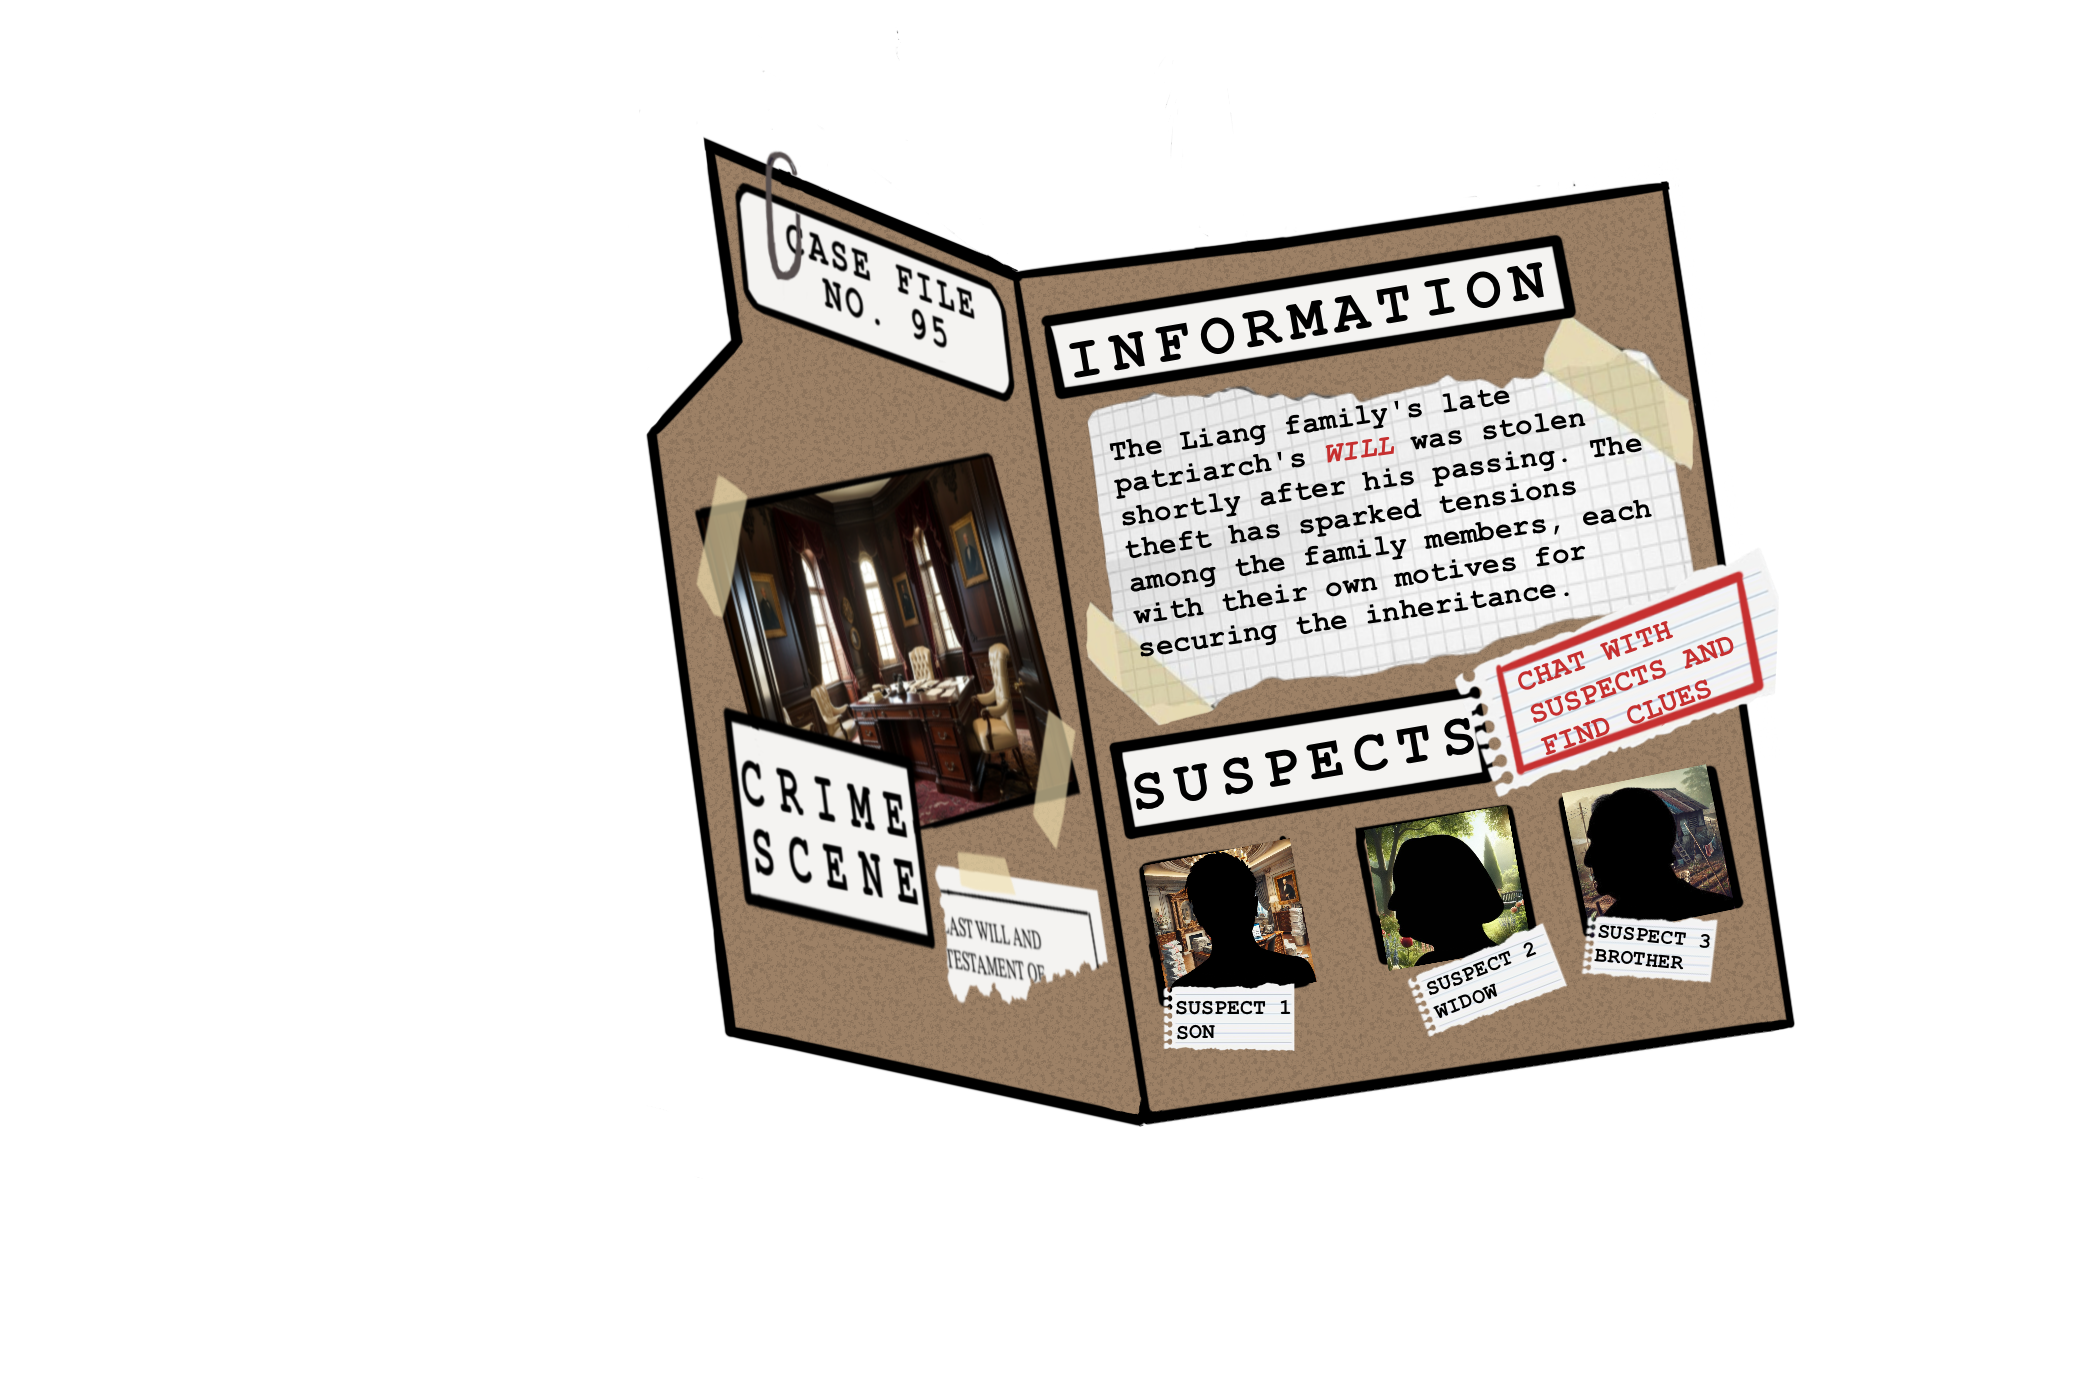 CASE FILE
NO. 95
CRIME
SCENE
LAST WILL AND
TESTAMENT OF
INFORMATION
The Liang family's late
patriarch's WILL was stolen
shortly after his passing. The
theft has sparked tensions
among the family members, each
with their own motives for
securing the inheritance.
CHAT WITH
SUSPECTS AND
FIND CLUES
SUSPECTS
SUSPECT 1
SON
SUSPECT 2
WIDOW
SUSPECT 3
BROTHER